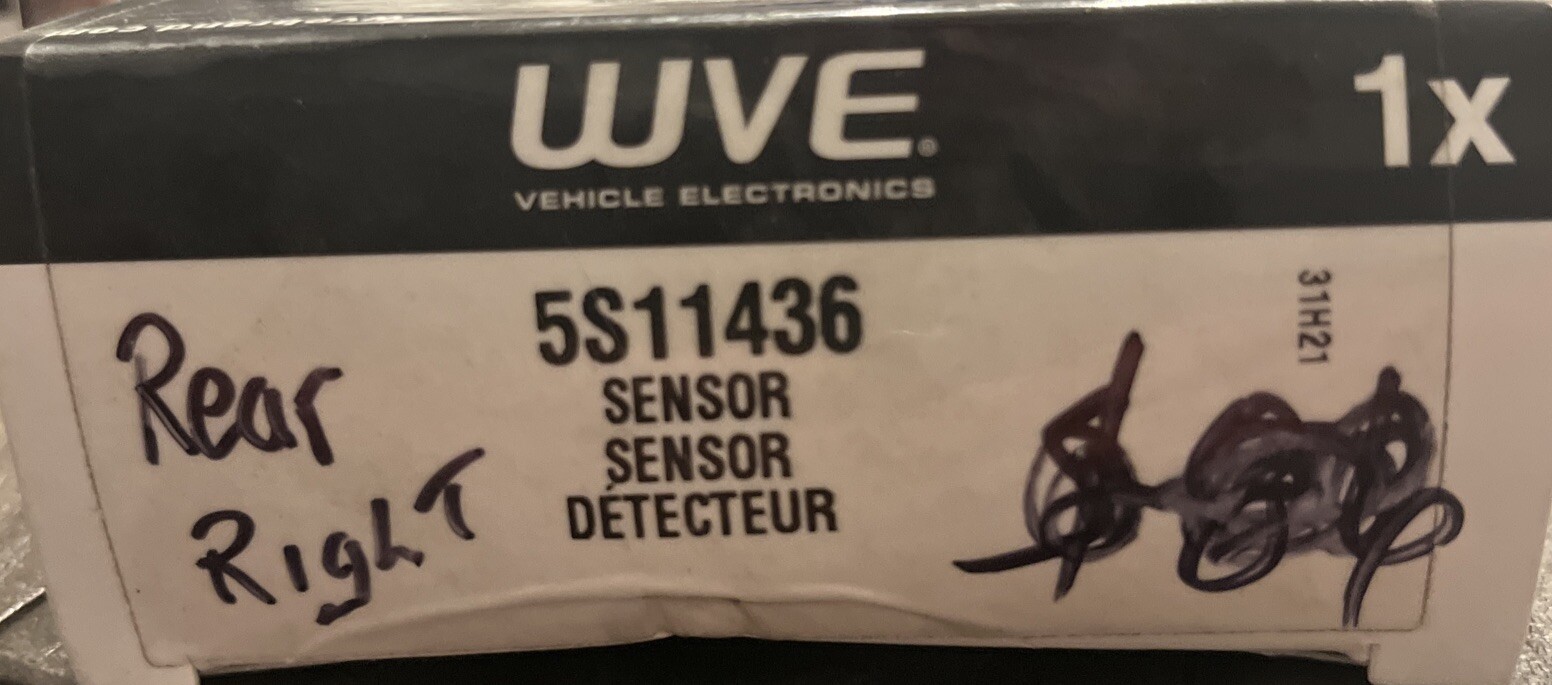 WVE®
VEHICLE ELECTRONICS
1x
5S11436
SENSOR
SENSOR
DÉTECTEUR
31H21
Rear
Right